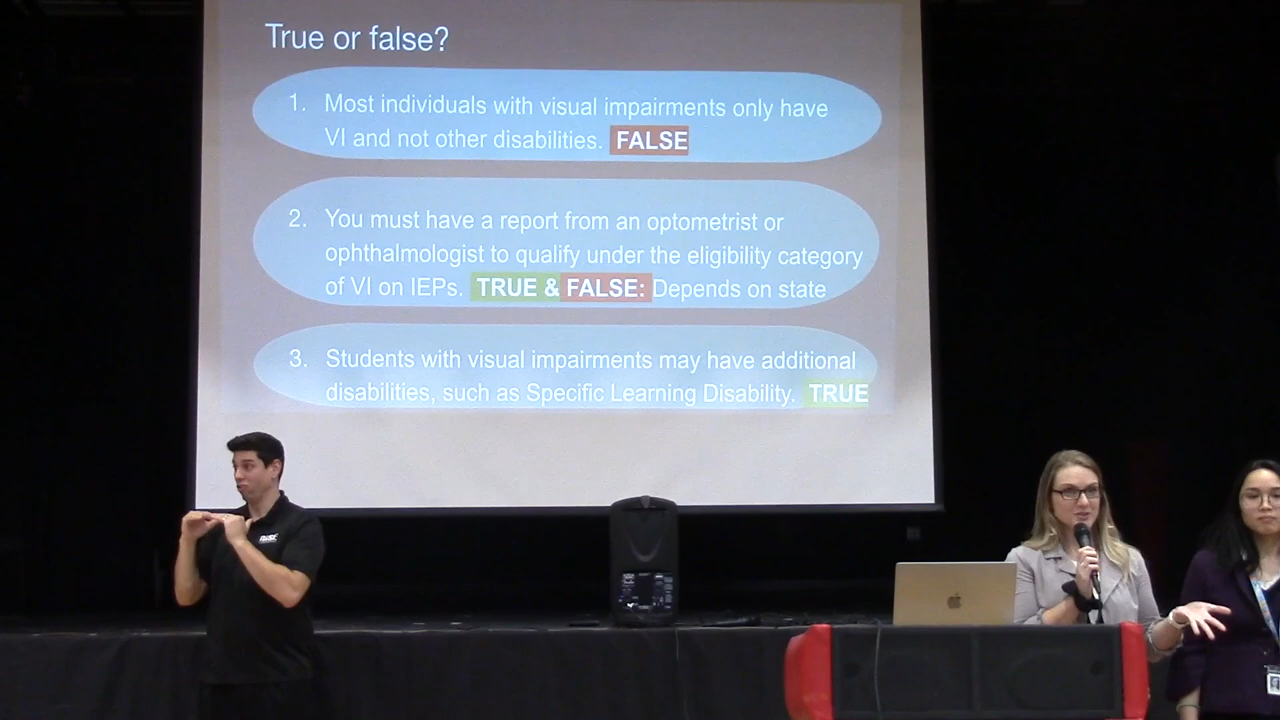 True or false?
1. Most individuals with visual impairments only have
VI and not other disabilities. FALSE
2. You must have a report from an optometrist or
ophthalmologist to qualify under the eligibility category
of VI on IEPs. TRUE & FALSE: Depends on state
3. Students with visual impairments may have additional
disabilities, such as Specific Learning Disability. TRUE